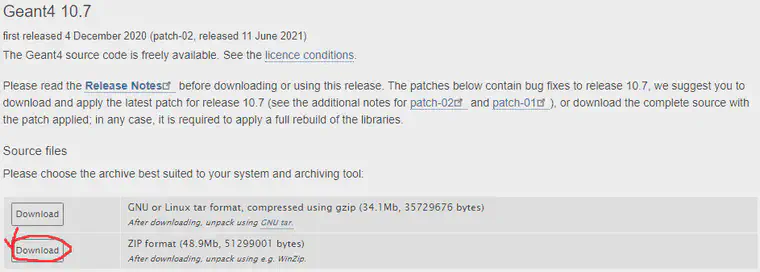 Geant4 10.7
first released 4 December 2020 (patch-02, released 11 June 2021)
The Geant4 source code is freely available. See the licence conditions.
Please read the Release Notes before downloading or using this release. The patches below contain bug fixes to release 10.7, we suggest you to
download and apply the latest patch for release 10.7 (see the additional notes for patch-02 and patch-01 ), or download the complete source with
the patch applied; in any case, it is required to apply a full rebuild of the libraries.
Source files
Please choose the archive best suited to your system and archiving tool:
Download
GNU or Linux tar format, compressed using gzip (34.1Mb, 35729676 bytes)
After downloading, unpack using GNU tar.
Download
ZIP format (48.9Mb, 51299001 bytes)
After downloading, unpack using e.g. WinZip.